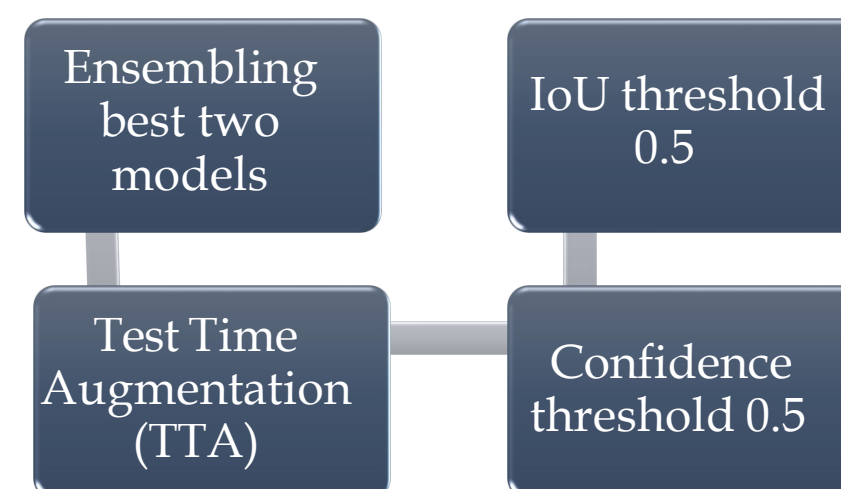 Ensembling
best two
models
Test Time
Augmentation
(TTA)
Confidence
threshold 0.5
IoU threshold
0.5